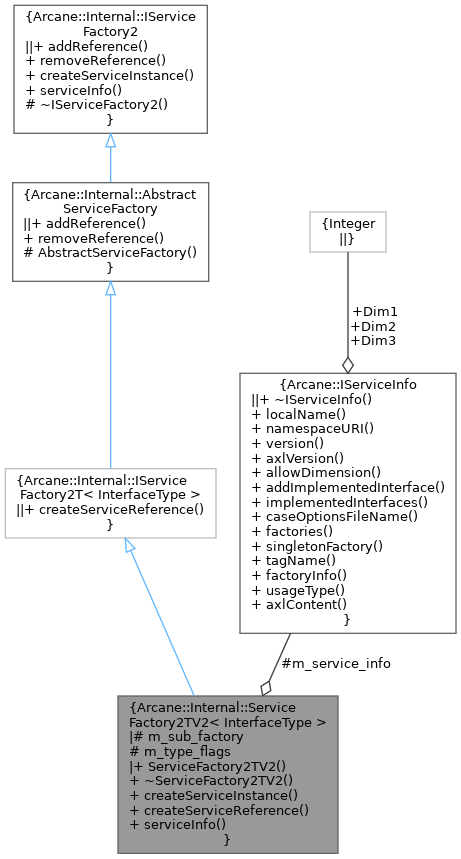 {Arcane::Internal::IService
Factory2
||+ addReference()
+ removeReference()
+ createServiceInstance()
+ serviceInfo()
# ~IServiceFactory2()
}
{Arcane::Internal::Abstract
ServiceFactory
||+ addReference()
+ removeReference()
# AbstractServiceFactory()
}
{Integer
||}
+Dim1
+Dim2
+Dim3
{Arcane::IServiceInfo
||+ ~IServiceInfo()
+ localName()
+ namespaceURI()
+ version()
+ axlVersion()
+ allowDimension()
+ addImplementedInterface()
+ implementedInterfaces()
+ caseOptionsFileName()
+ factories()
+ singletonFactory()
+ tagName()
+ factoryInfo()
+ usageType()
+ axlContent()
}
{Arcane::Internal::IService
Factory2T< InterfaceType >
||+ createServiceReference()
}
#m_service_info
{Arcane::Internal::Service
Factory2TV2< InterfaceType >
|# m_sub_factory
# m_type_flags
|+ ServiceFactory2TV2()
+ ~ServiceFactory2TV2()
+ createServiceInstance()
+ createServiceReference()
+ serviceInfo()
}